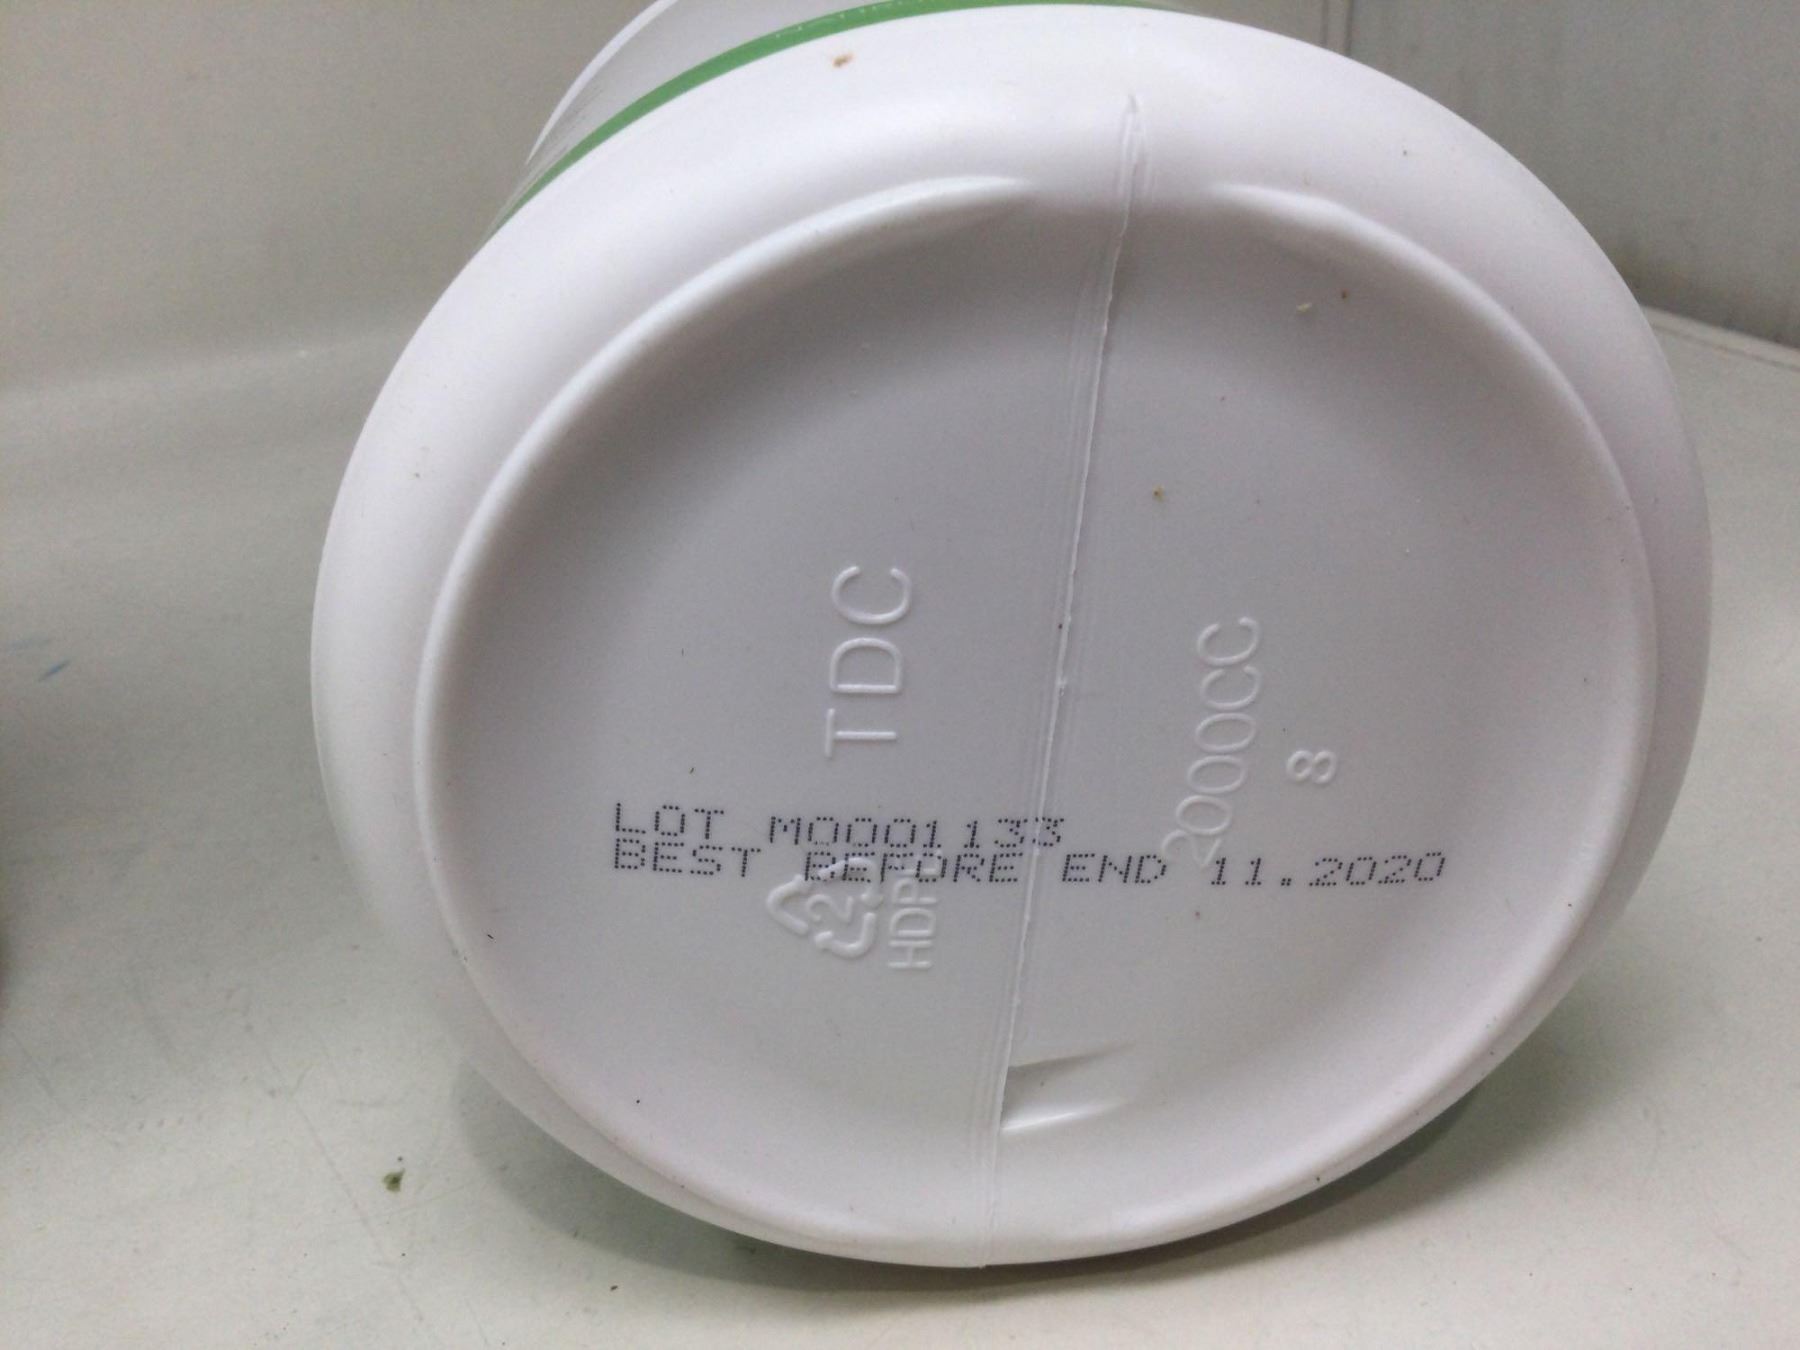 LOT M0001133
BEST BEFORE END 11.2020
TDC
2000CC
8
2
HDPE